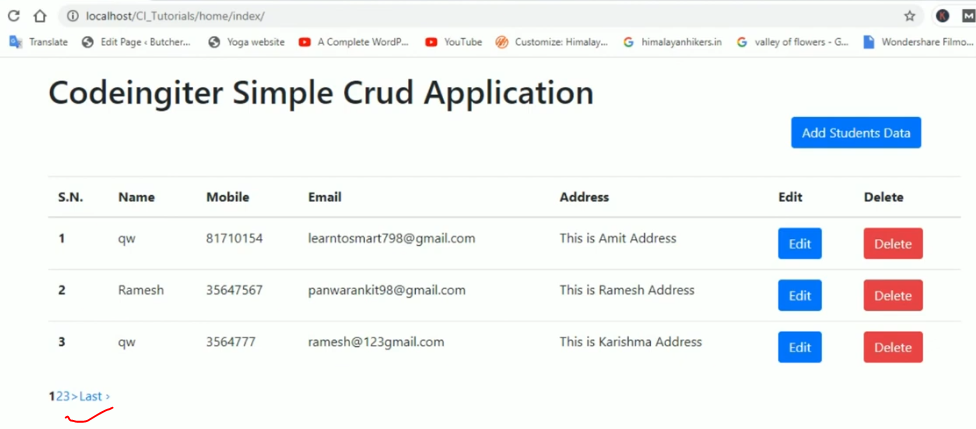 localhost/CI_Tutorials/home/index/
Translate Edit Page ‹ Butcher... Yoga website A Complete WordP... YouTube Customize: Himalay... himalayanhikers.in valley of flowers - G... Wondershare Filmo...
Codeingiter Simple Crud Application
Add Students Data
S.N. Name Mobile Email Address Edit Delete
1 qw 81710154 learntosmart798@gmail.com This is Amit Address Edit Delete
2 Ramesh 35647567 panwarankit98@gmail.com This is Ramesh Address Edit Delete
3 qw 3564777 ramesh@123gmail.com This is Karishma Address Edit Delete
123>Last ›